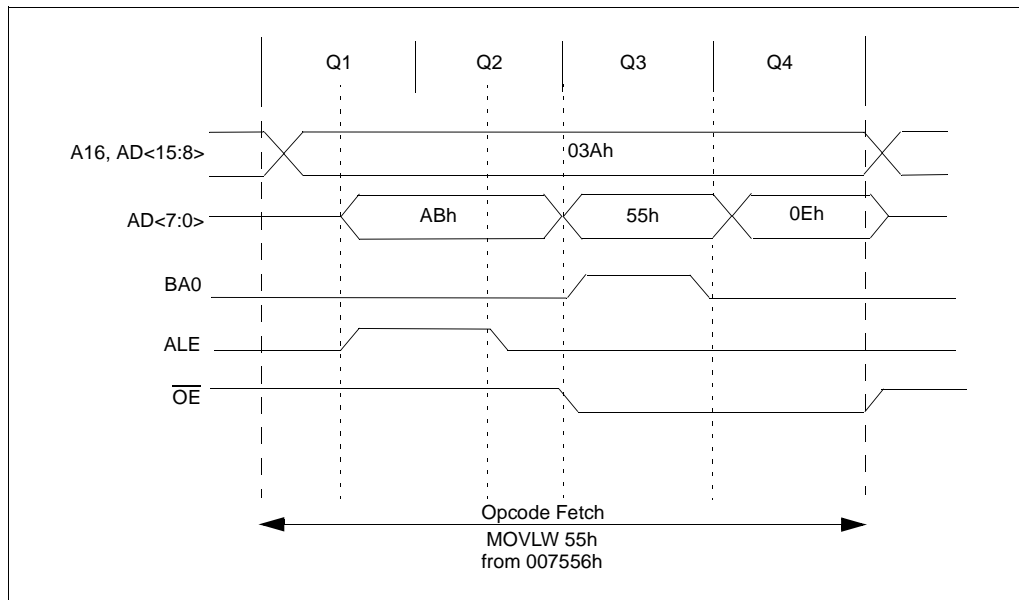 Q1 Q2 Q3 Q4
A16, AD<15:8>
03Ah
AD<7:0>
ABh 55h 0Eh
BA0
ALE
OE
Opcode Fetch
MOVLW 55h
from 007556h